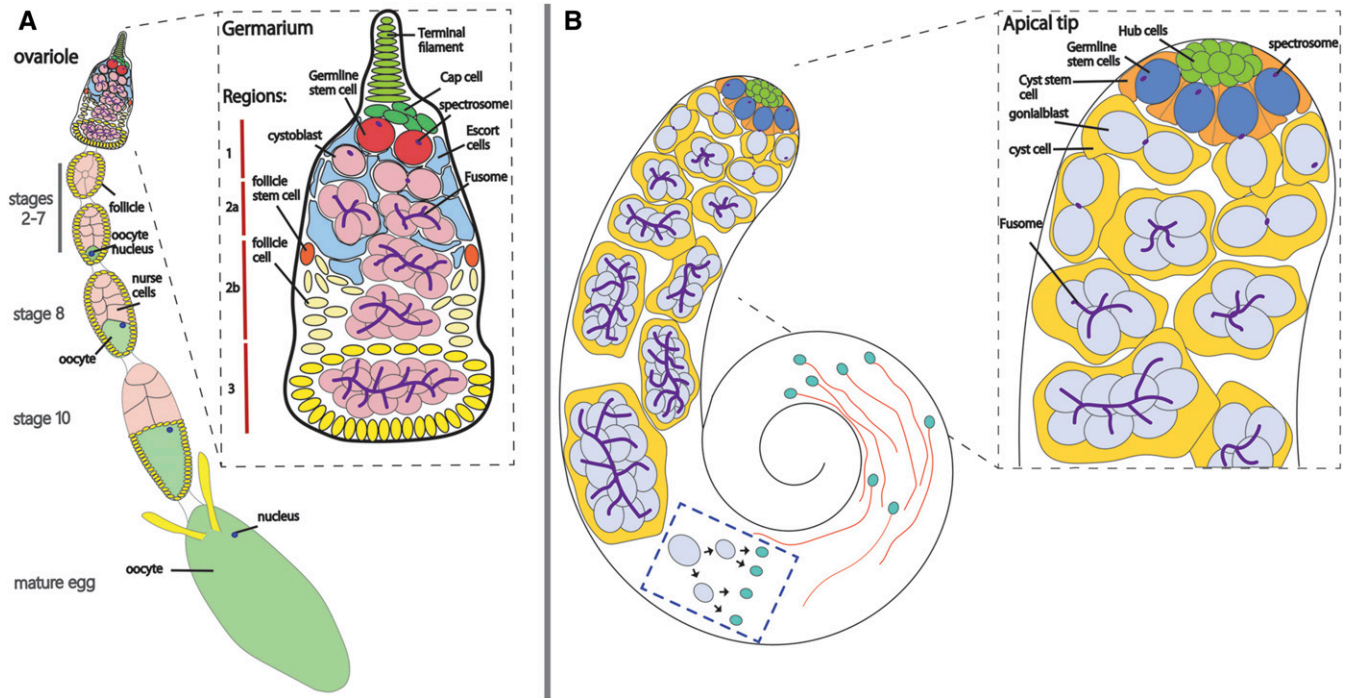 A
ovariole
Germarium
Terminal
filament
Germline
stem cell
Cap cell
Regions:
spectrosome
cystoblast
Escort
cells
1
follicle
stem cell
Fusome
2a
stages
2-7
follicle
follicle
cell
oocyte
nucleus
2b
nurse
cells
stage 8
oocyte
3
stage 10
nucleus
oocyte
mature egg
B
Apical tip
Hub cells
Germline
stem cells
spectrosome
Cyst stem
cell
gonialblast
cyst cell
Fusome